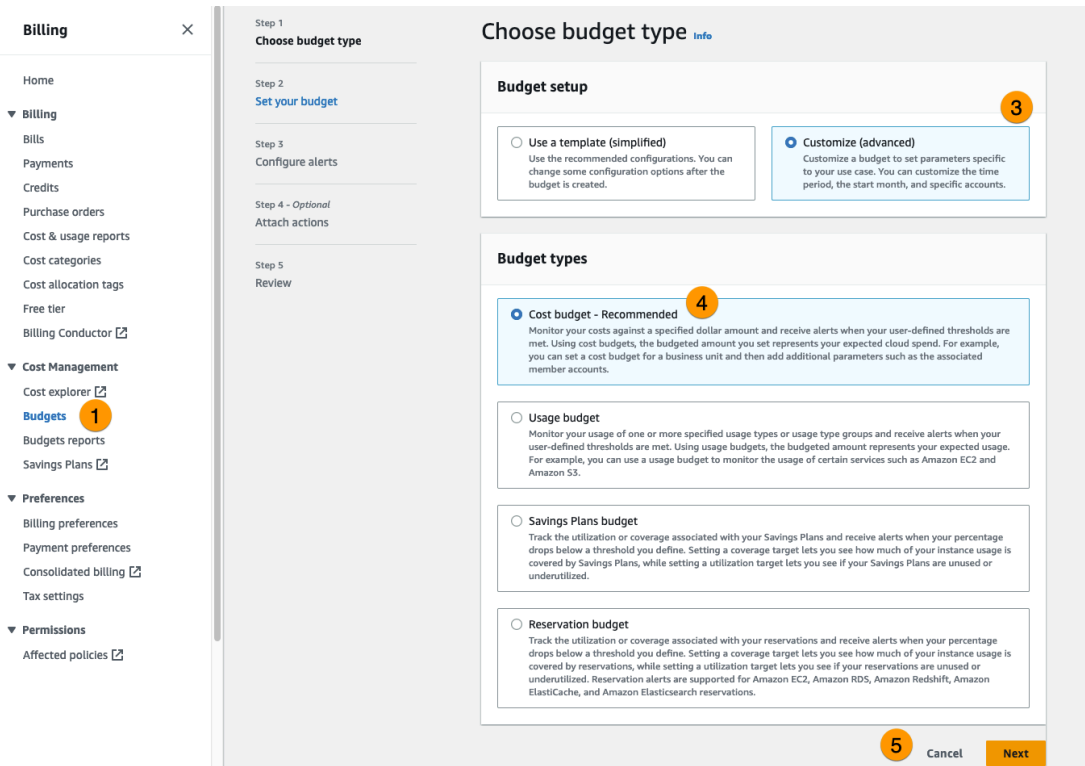 Billing
Home
Billing
Bills
Payments
Credits
Purchase orders
Cost & usage reports
Cost categories
Cost allocation tags
Free tier
Billing Conductor
Cost Management
Cost explorer
Budgets 1
Budgets reports
Savings Plans
Preferences
Billing preferences
Payment preferences
Consolidated billing
Tax settings
Permissions
Affected policies
Step 1
Choose budget type
Step 2
Set your budget
Step 3
Configure alerts
Step 4 - Optional
Attach actions
Step 5
Review
Choose budget type Info
Budget setup
3
Use a template (simplified)
Use the recommended configurations. You can
change some configuration options after the
budget is created.
Customize (advanced)
Customize a budget to set parameters specific
to your use case. You can customize the time
period, the start month, and specific accounts.
Budget types
4
Cost budget - Recommended
Monitor your costs against a specified dollar amount and receive alerts when your user-defined thresholds are
met. Using cost budgets, the budgeted amount you set represents your expected cloud spend. For example,
you can set a cost budget for a business unit and then add additional parameters such as the associated
member accounts.
Usage budget
Monitor your usage of one or more specified usage types or usage type groups and receive alerts when your
user-defined thresholds are met. Using usage budgets, the budgeted amount represents your expected usage.
For example, you can use a usage budget to monitor the usage of certain services such as Amazon EC2 and
Amazon S3.
Savings Plans budget
Track the utilization or coverage associated with your Savings Plans and receive alerts when your percentage
drops below a threshold you define. Setting a coverage target lets you see how much of your instance usage is
covered by Savings Plans, while setting a utilization target lets you see if your Savings Plans are unused or
underutilized.
Reservation budget
Track the utilization or coverage associated with your reservations and receive alerts when your percentage
drops below a threshold you define. Setting a coverage target lets you see how much of your instance usage is
covered by reservations, while setting a utilization target lets you see if your reservations are unused or
underutilized. Reservation alerts are supported for Amazon EC2, Amazon RDS, Amazon Redshift, Amazon
ElastiCache, and Amazon Elasticsearch reservations.
5 Cancel Next